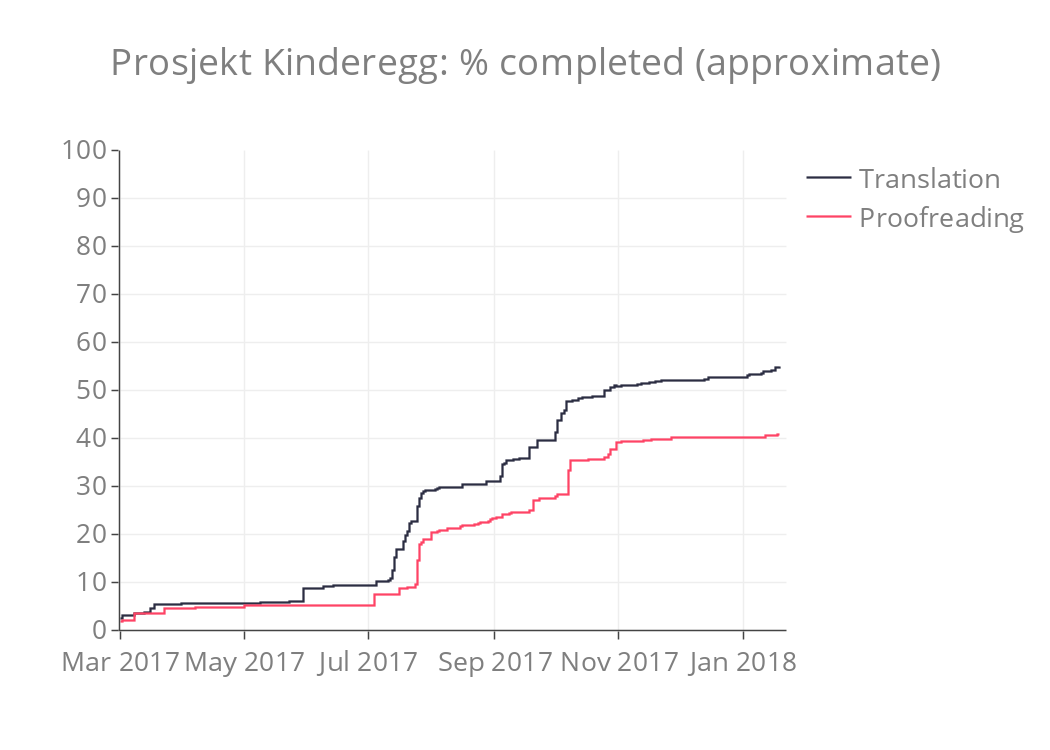 Prosjekt Kinderegg: % completed (approximate)
100
90
80
70
60
50
40
30
20
10
0
Mar 2017 May 2017 Jul 2017 Sep 2017 Nov 2017 Jan 2018
Translation
Proofreading